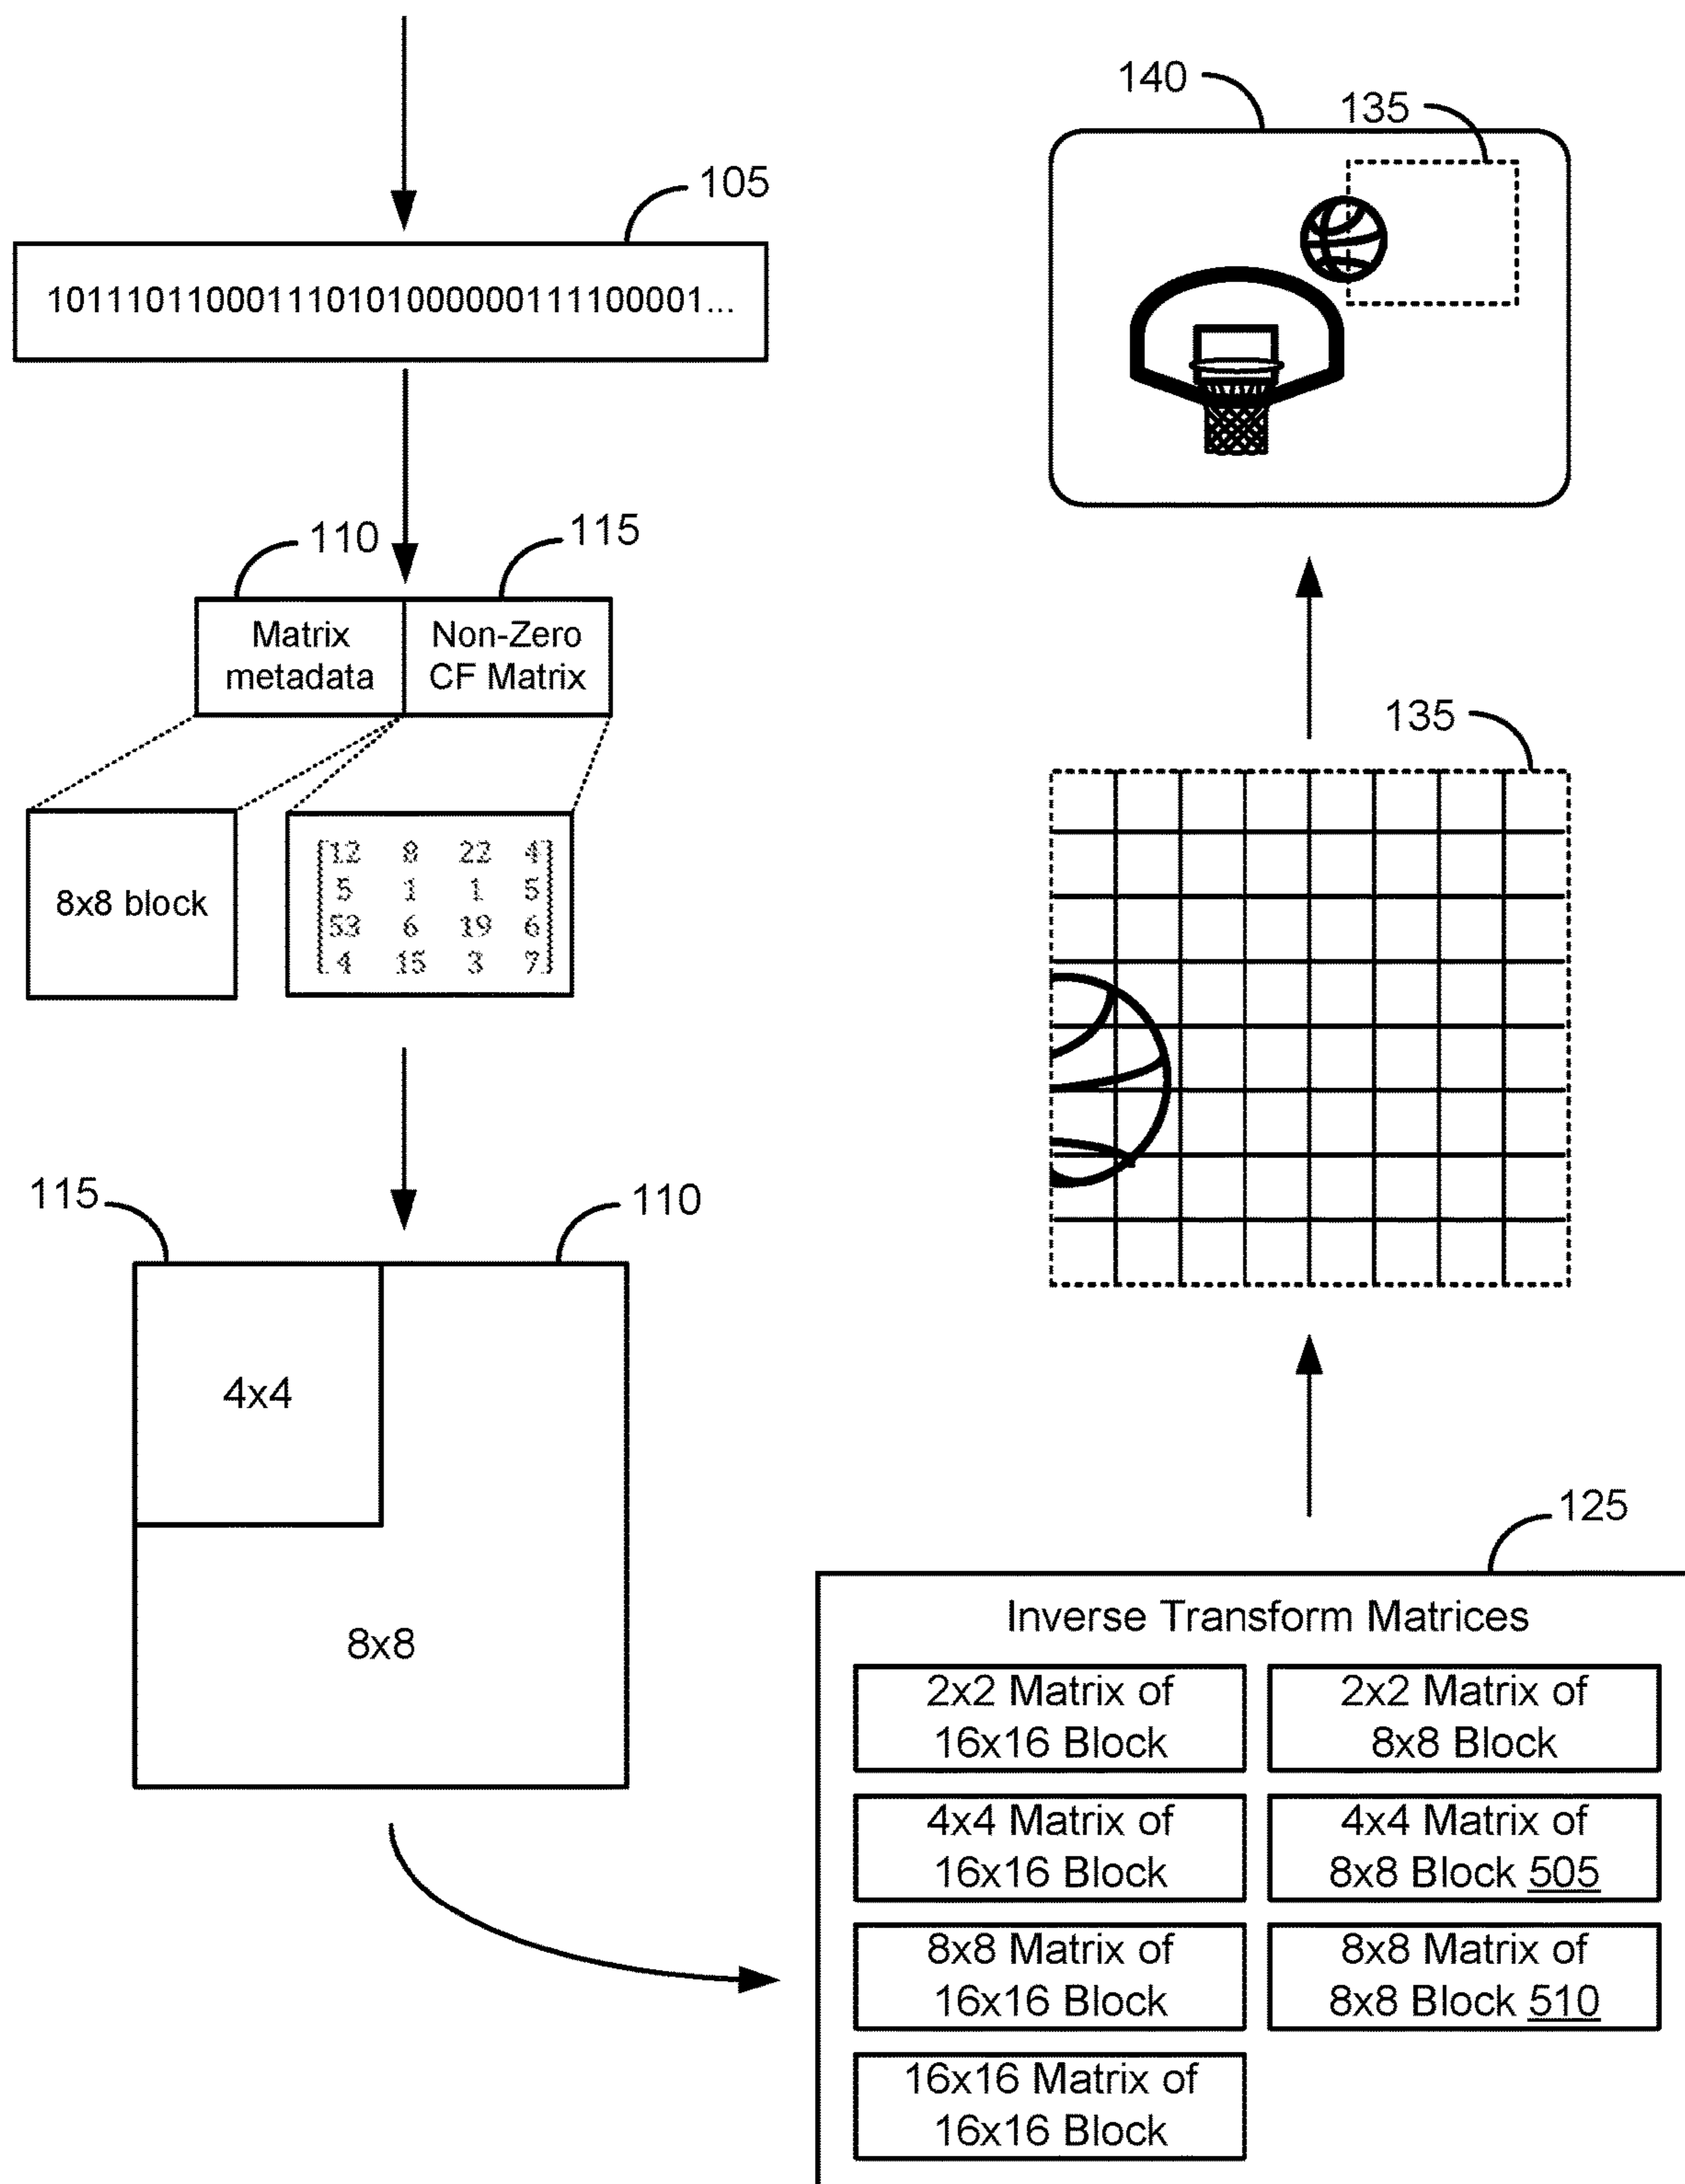 105
101110110001110101000000111100001...
110
115
Matrix
metadata
Non-Zero
CF Matrix
8x8 block
12 8 22 4
5 1 1 5
53 6 19 6
4 15 3 7
115
110
4x4
8x8
140
135
135
125
Inverse Transform Matrices
2x2 Matrix of
16x16 Block
2x2 Matrix of
8x8 Block
4x4 Matrix of
16x16 Block
4x4 Matrix of
8x8 Block 505
8x8 Matrix of
16x16 Block
8x8 Matrix of
8x8 Block 510
16x16 Matrix of
16x16 Block